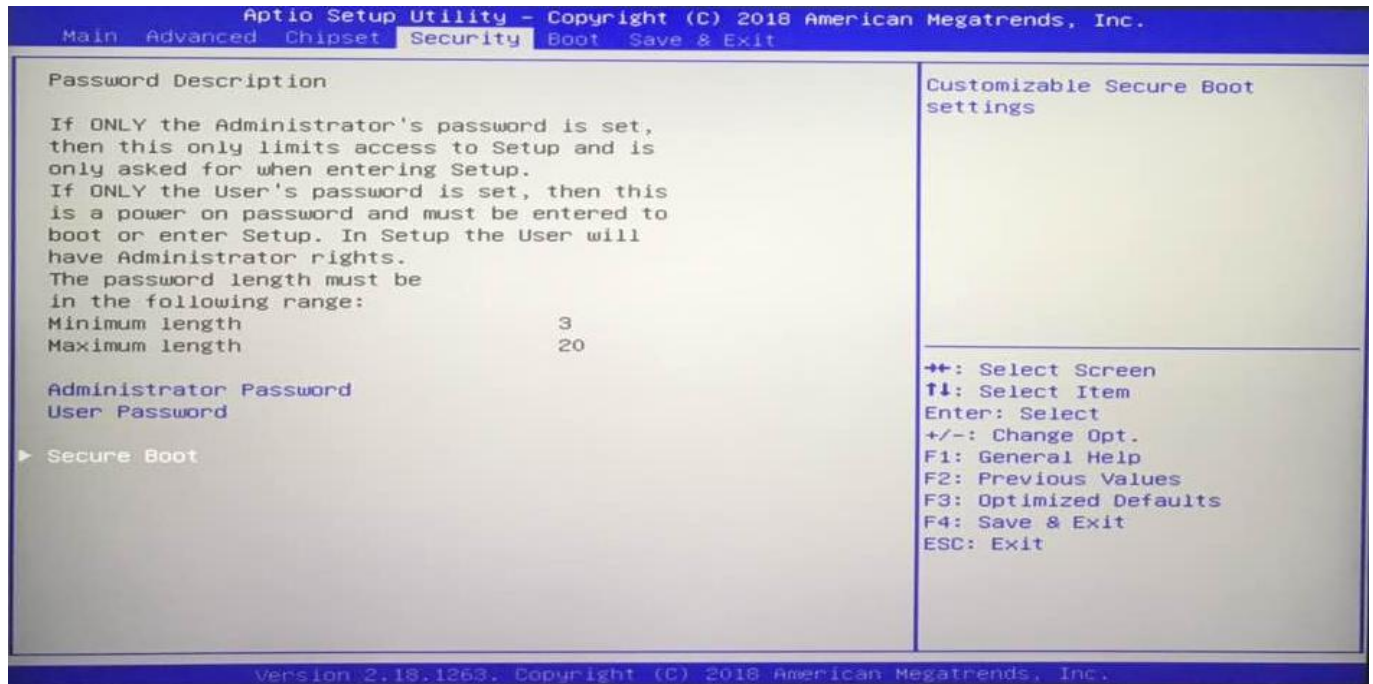 Aptio Setup Utility – Copyright (C) 2018 American Megatrends, Inc.
Main Advanced Chipset Security Boot Save & Exit
Password Description
If ONLY the Administrator's password is set,
then this only limits access to Setup and is
only asked for when entering Setup.
If ONLY the User's password is set, then this
is a power on password and must be entered to
boot or enter Setup. In Setup the User will
have Administrator rights.
The password length must be
in the following range:
Minimum length 3
Maximum length 20
Administrator Password
User Password
► Secure Boot
Customizable Secure Boot
settings
→←: Select Screen
↑↓: Select Item
Enter: Select
+/-: Change Opt.
F1: General Help
F2: Previous Values
F3: Optimized Defaults
F4: Save & Exit
ESC: Exit
Version 2.18.1263. Copyright (C) 2018 American Megatrends, Inc.